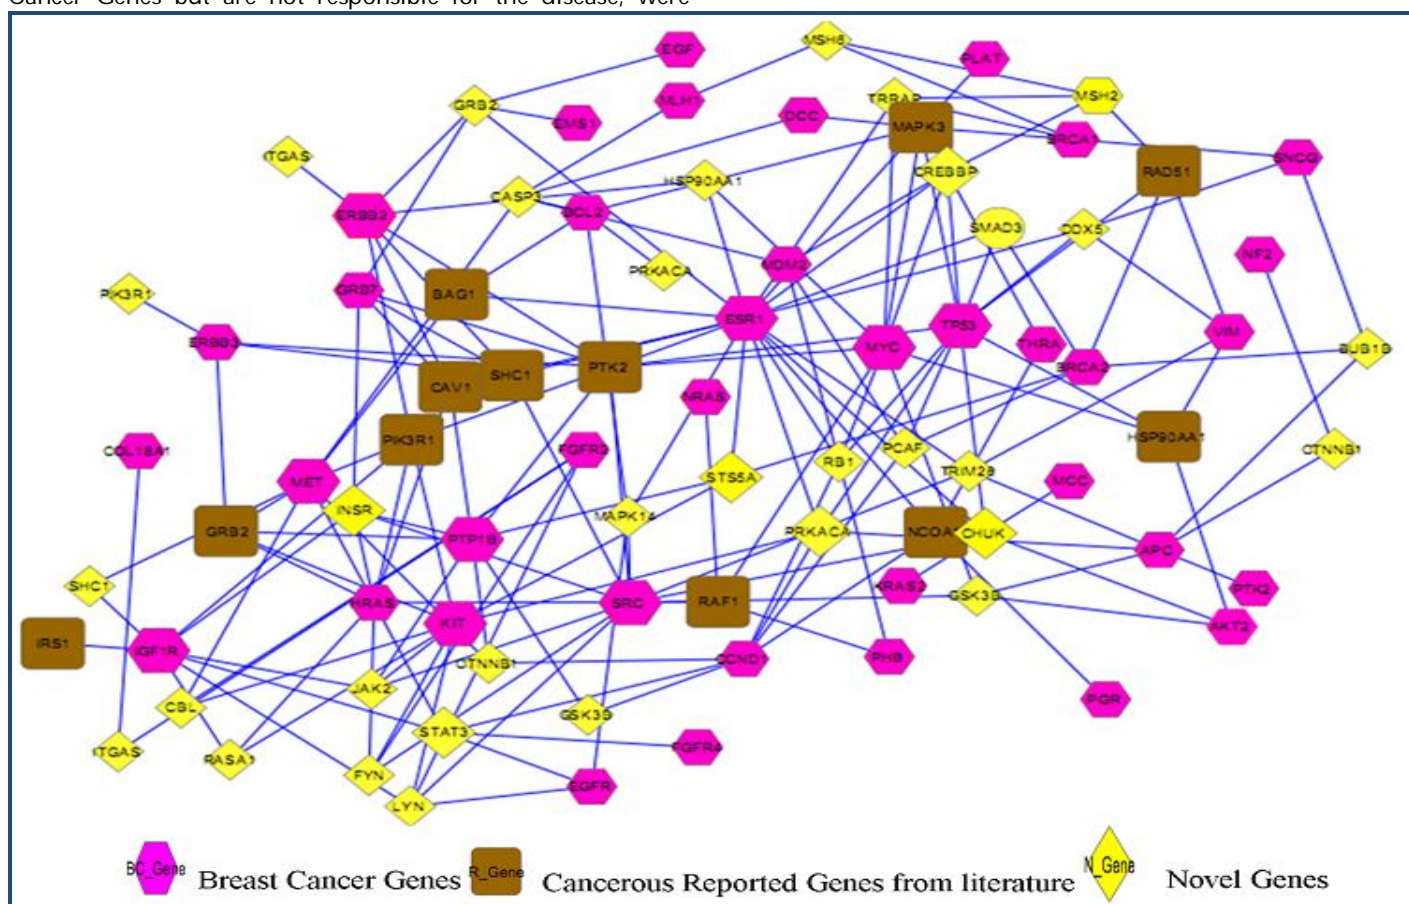 Cancer Genes but are not responsible for the disease, were
MSH6
EGF
PLAT
MLH1
TRRAP
MSH2
GRB2
DCC
EMS1
MAPK3
BRCA1
ITGAS
SNCG
RAD51
CREBBP
HSP90AA1
CASP3
BCL2
ERBB2
SMAD3
DDX5
NF2
MDM2
PRKACA
GRB7
BAG1
PIK3R1
ESR1
TP53
VIM
ERBB3
MYC
THRA
BUB1B
BRCA2
PTK2
SHC1
CAV1
NRAS
PIK3R1
HSP90AA1
COL18A1
FGFR2
PCAF
CTNNB1
RB1
TRIM28
STS5A
MET
MCC
INSR
MAPK14
GRB2
PRKACA
NCOA
CHUK
PTP1B
APC
SHC1
KRAS2
PTK2
GSK3B
HRAS
SRC
RAF1
KIT
AKT2
IRS1
IGF1R
CTNNB1
CCND1
PHB
JAK2
PGR
CBL
GSK3B
STAT3
ITGAS
FGFR4
RASA1
FYN
EGFR
LYN
BC_Gene Breast Cancer Genes R_Gene Cancerous Reported Genes from literature N_Gene Novel Genes